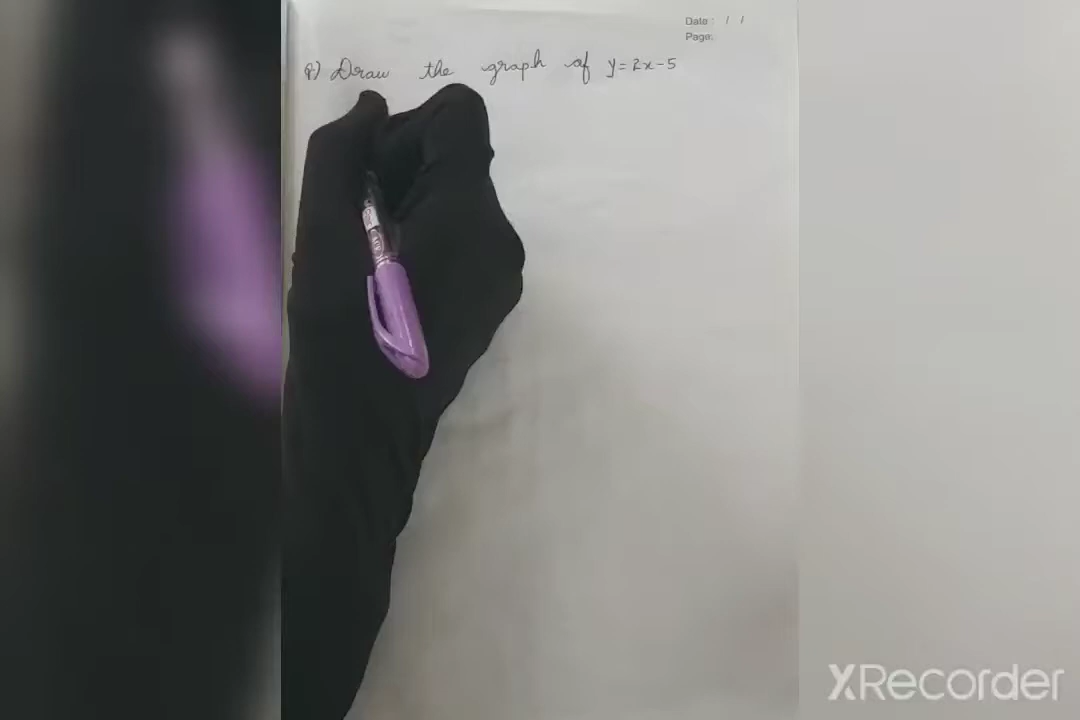 Date: / /
Page:
Q) Draw the graph of y = 2x - 5
XRecorder